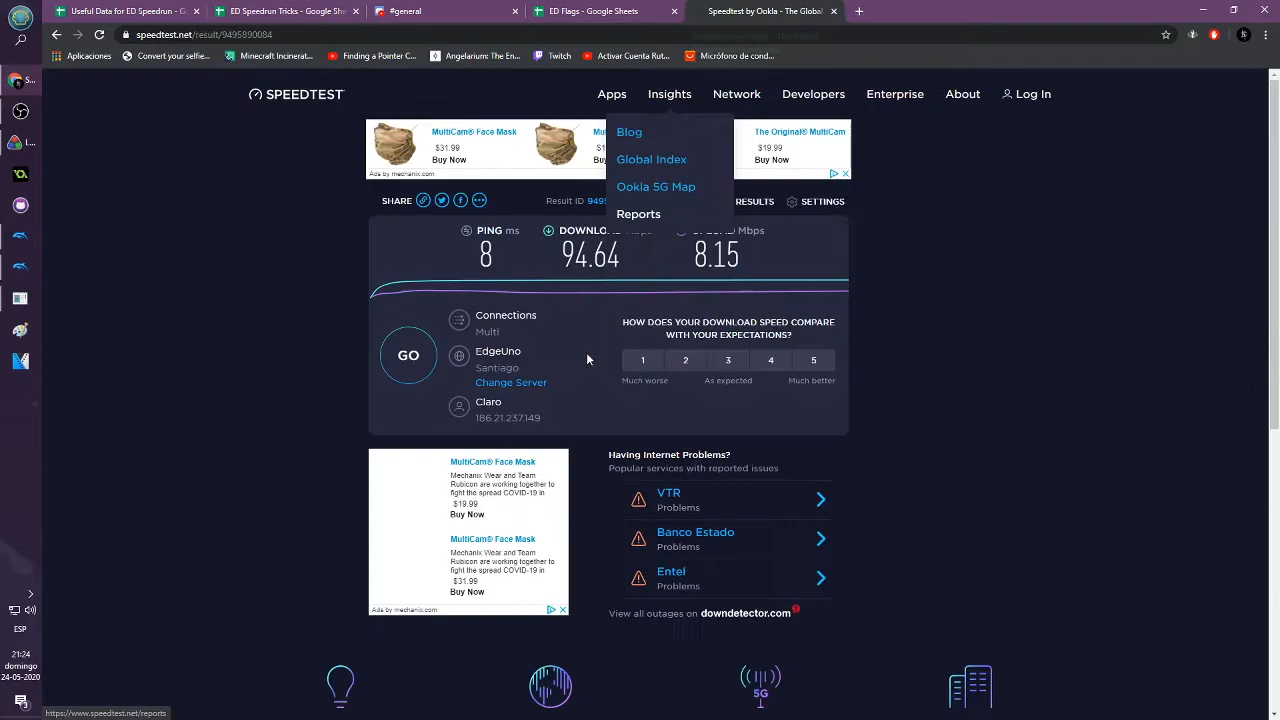 ED Useful Data for ED Speedrun - G
ED Speedrun Tricks - Google She
#general
ED Flags - Google Sheets
Speedtest by Ookla - The Global
speedtest.net/result/9495890084
Aplicaciones
Convert your selfie...
Minecraft Incinerat...
Finding a Pointer C...
Angelarium: The En...
Twitch
Activar Cuenta Rut...
Micrófono de cond...
SPEEDTEST
Apps
Insights
Network
Developers
Enterprise
About
Log In
Blog
Global Index
Ookla 5G Map
Reports
MultiCam® Face Mask
$31.99
Buy Now
Mu
$3
Bu
The Original® MultiCam
$19.99
Buy Now
Ads by mechanix.com
SHARE
Result ID 9495
RESULTS
SETTINGS
PING ms
DOWNLO
Mbps
8
94.64
8.15
GO
Connections
Multi
EdgeUno
Santiago
Change Server
Claro
186.21.237.149
HOW DOES YOUR DOWNLOAD SPEED COMPARE
WITH YOUR EXPECTATIONS?
1 2 3 4 5
Much worse As expected Much better
MultiCam® Face Mask
Mechanix Wear and Team
Rubicon are working together to
fight the spread COVID-19 in
$19.99
Buy Now
MultiCam® Face Mask
Mechanix Wear and Team
Rubicon are working together to
fight the spread COVID-19 in
$31.99
Buy Now
Ads by mechanix.com
Having Internet Problems?
Popular services with reported issues
VTR
Problems
Banco Estado
Problems
Entel
Problems
View all outages on downdetector.com
5G
S...
I...
ESP
21:24
domingo
24-05-2020
https://www.speedtest.net/reports